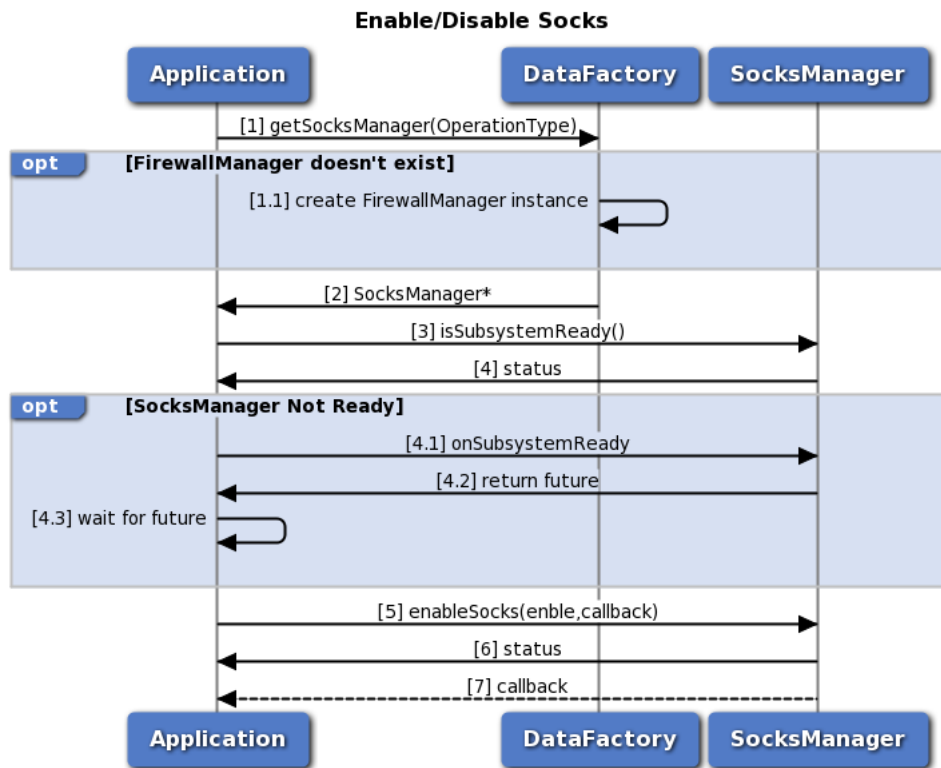 Enable/Disable Socks
Application DataFactory SocksManager
[1] getSocksManager(OperationType)
opt [FirewallManager doesn't exist]
[1.1] create FirewallManager instance
[2] SocksManager*
[3] isSubsystemReady()
[4] status
opt [SocksManager Not Ready]
[4.1] onSubsystemReady
[4.2] return future
[4.3] wait for future
[5] enableSocks(enble,callback)
[6] status
[7] callback
Application DataFactory SocksManager